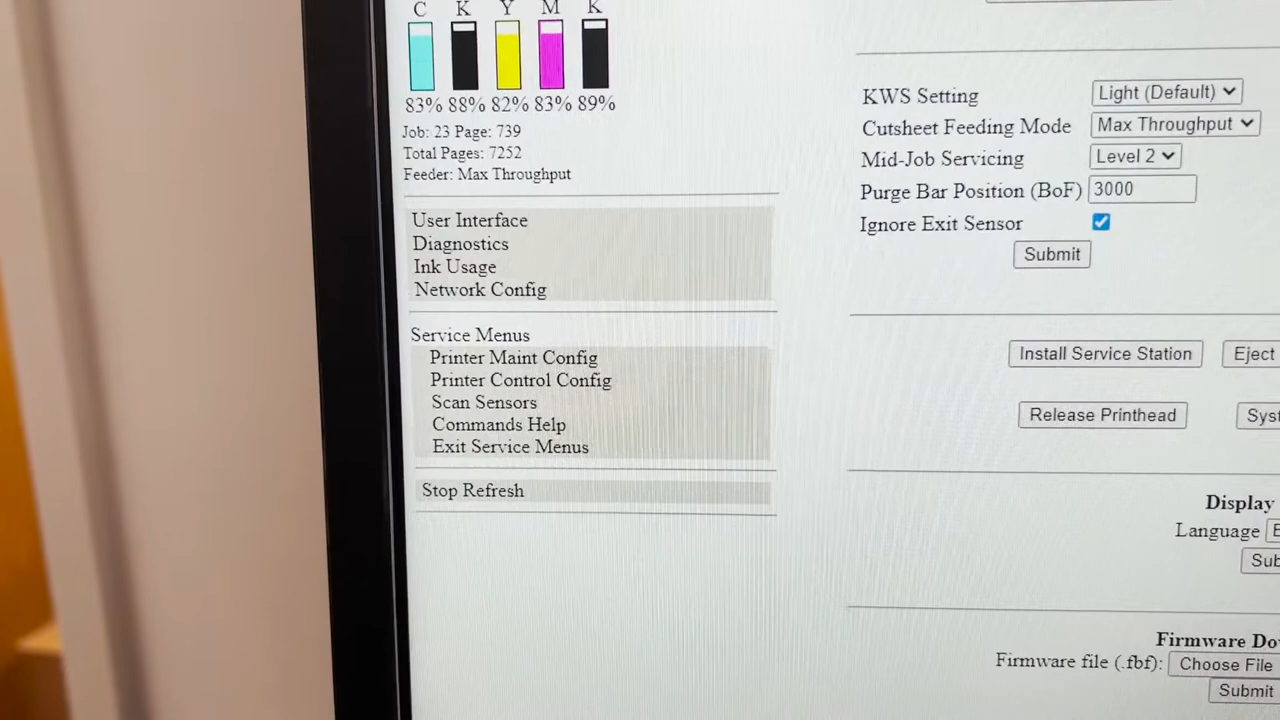 C K Y M K
83% 88% 82% 83% 89%
Job: 23 Page: 739
Total Pages: 7252
Feeder: Max Throughput
User Interface
Diagnostics
Ink Usage
Network Config
Service Menus
Printer Maint Config
Printer Control Config
Scan Sensors
Commands Help
Exit Service Menus
Stop Refresh
KWS Setting Light (Default)
Cutsheet Feeding Mode Max Throughput
Mid-Job Servicing Level 2
Purge Bar Position (BoF) 3000
Ignore Exit Sensor
Submit
Install Service Station Eject
Release Printhead Syst
Display
Language E
Sub
Firmware Do
Firmware file (.fbf): Choose File
Submit